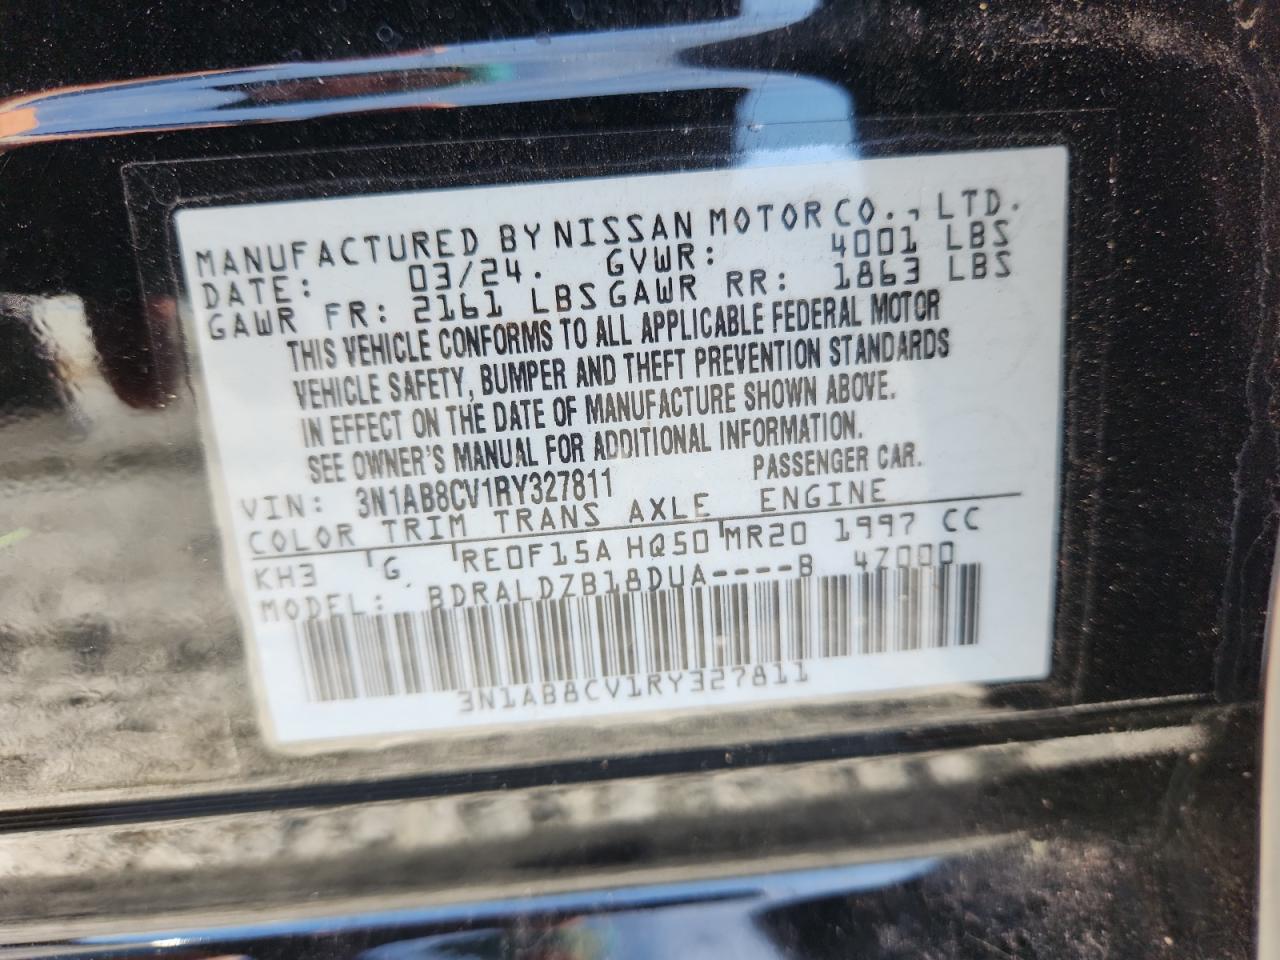 MANUFACTURED BY NISSAN MOTOR CO., LTD.
DATE: 03/24. GVWR: 4001 LBS
GAWR FR: 2161 LBS GAWR RR: 1863 LBS
THIS VEHICLE CONFORMS TO ALL APPLICABLE FEDERAL MOTOR
VEHICLE SAFETY, BUMPER AND THEFT PREVENTION STANDARDS
IN EFFECT ON THE DATE OF MANUFACTURE SHOWN ABOVE.
SEE OWNER'S MANUAL FOR ADDITIONAL INFORMATION.
VIN: 3N1AB8CV1RY327811 PASSENGER CAR.
COLOR TRIM TRANS AXLE ENGINE
KH3 G RE0F15A HQ50 MR20 1997 CC
MODEL: BDRALDZB18DUA----B 4Z000
3N1AB8CV1RY327811